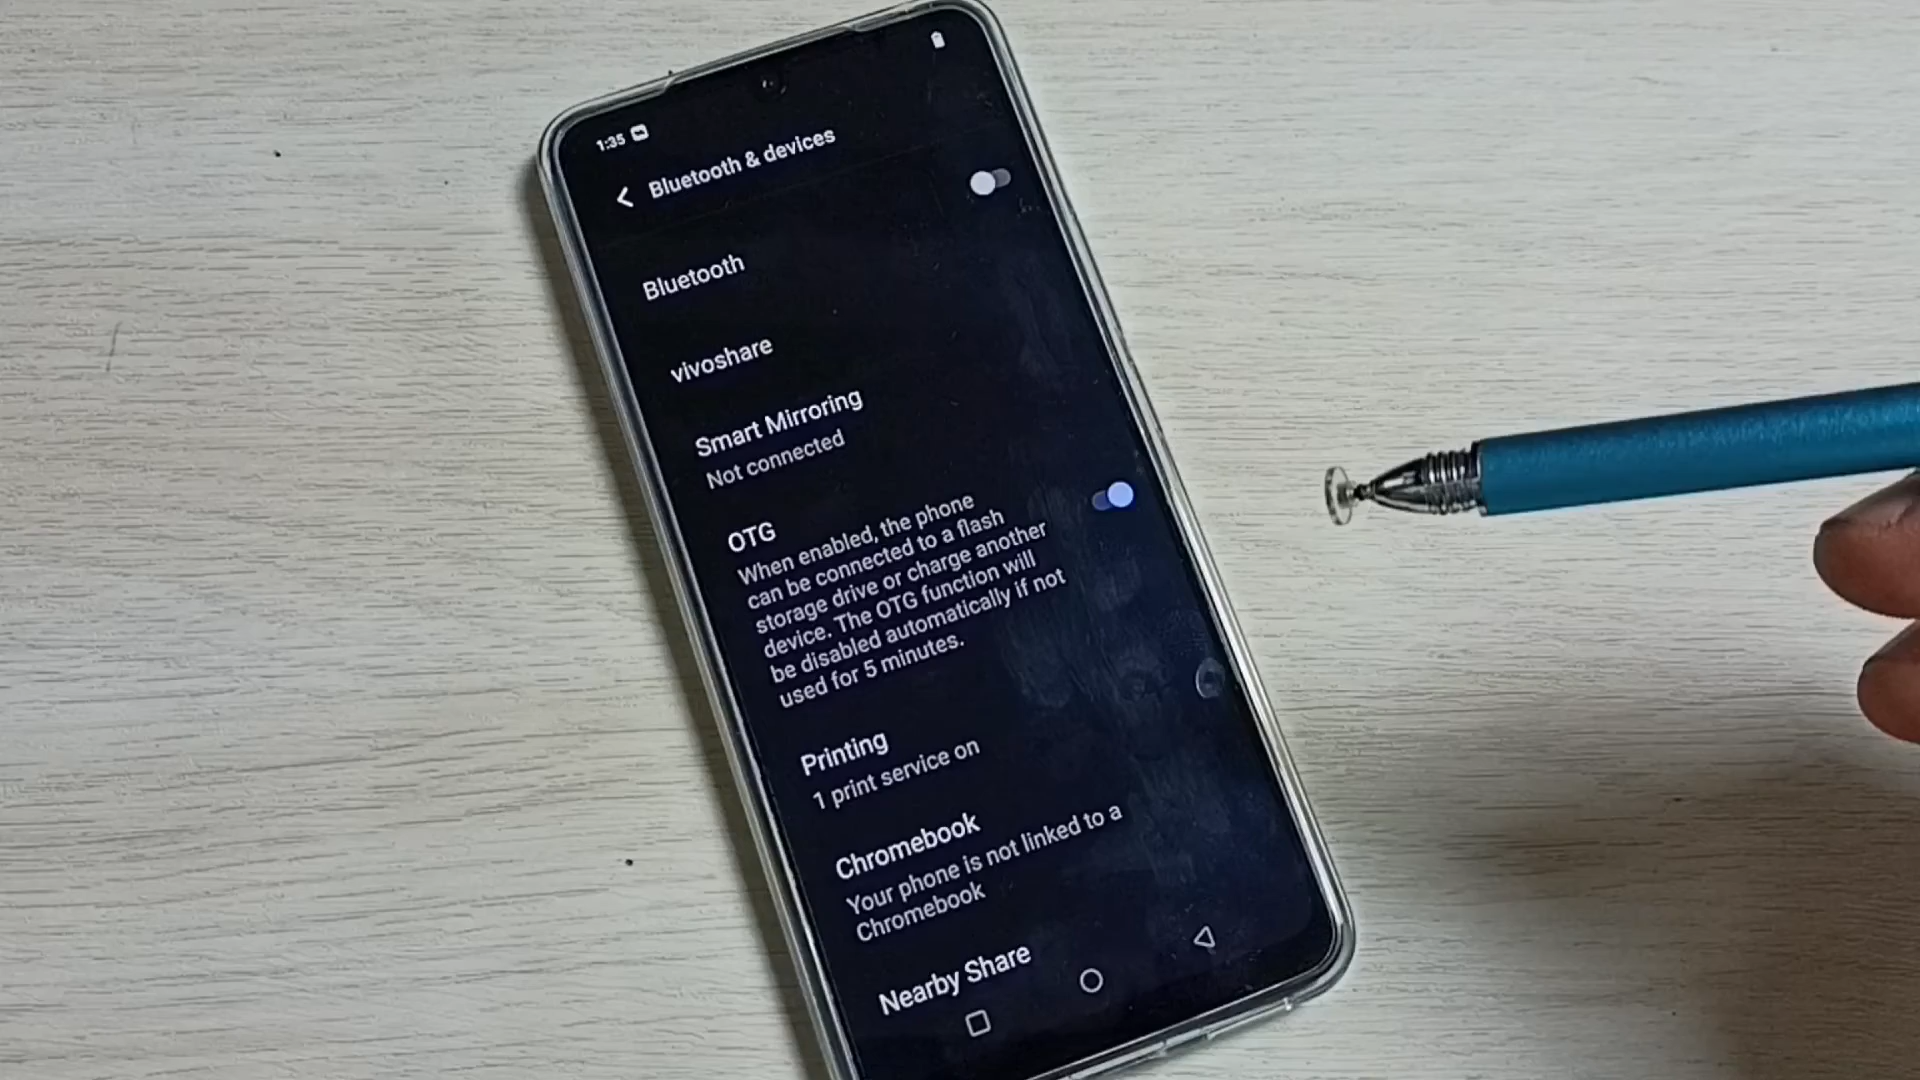 1:35
Bluetooth & devices
Bluetooth
vivoshare
Smart Mirroring
Not connected
OTG
When enabled, the phone
can be connected to a flash
storage drive or charge another
device. The OTG function will
be disabled automatically if not
used for 5 minutes.
Printing
1 print service on
Chromebook
Your phone is not linked to a
Chromebook
Nearby Share